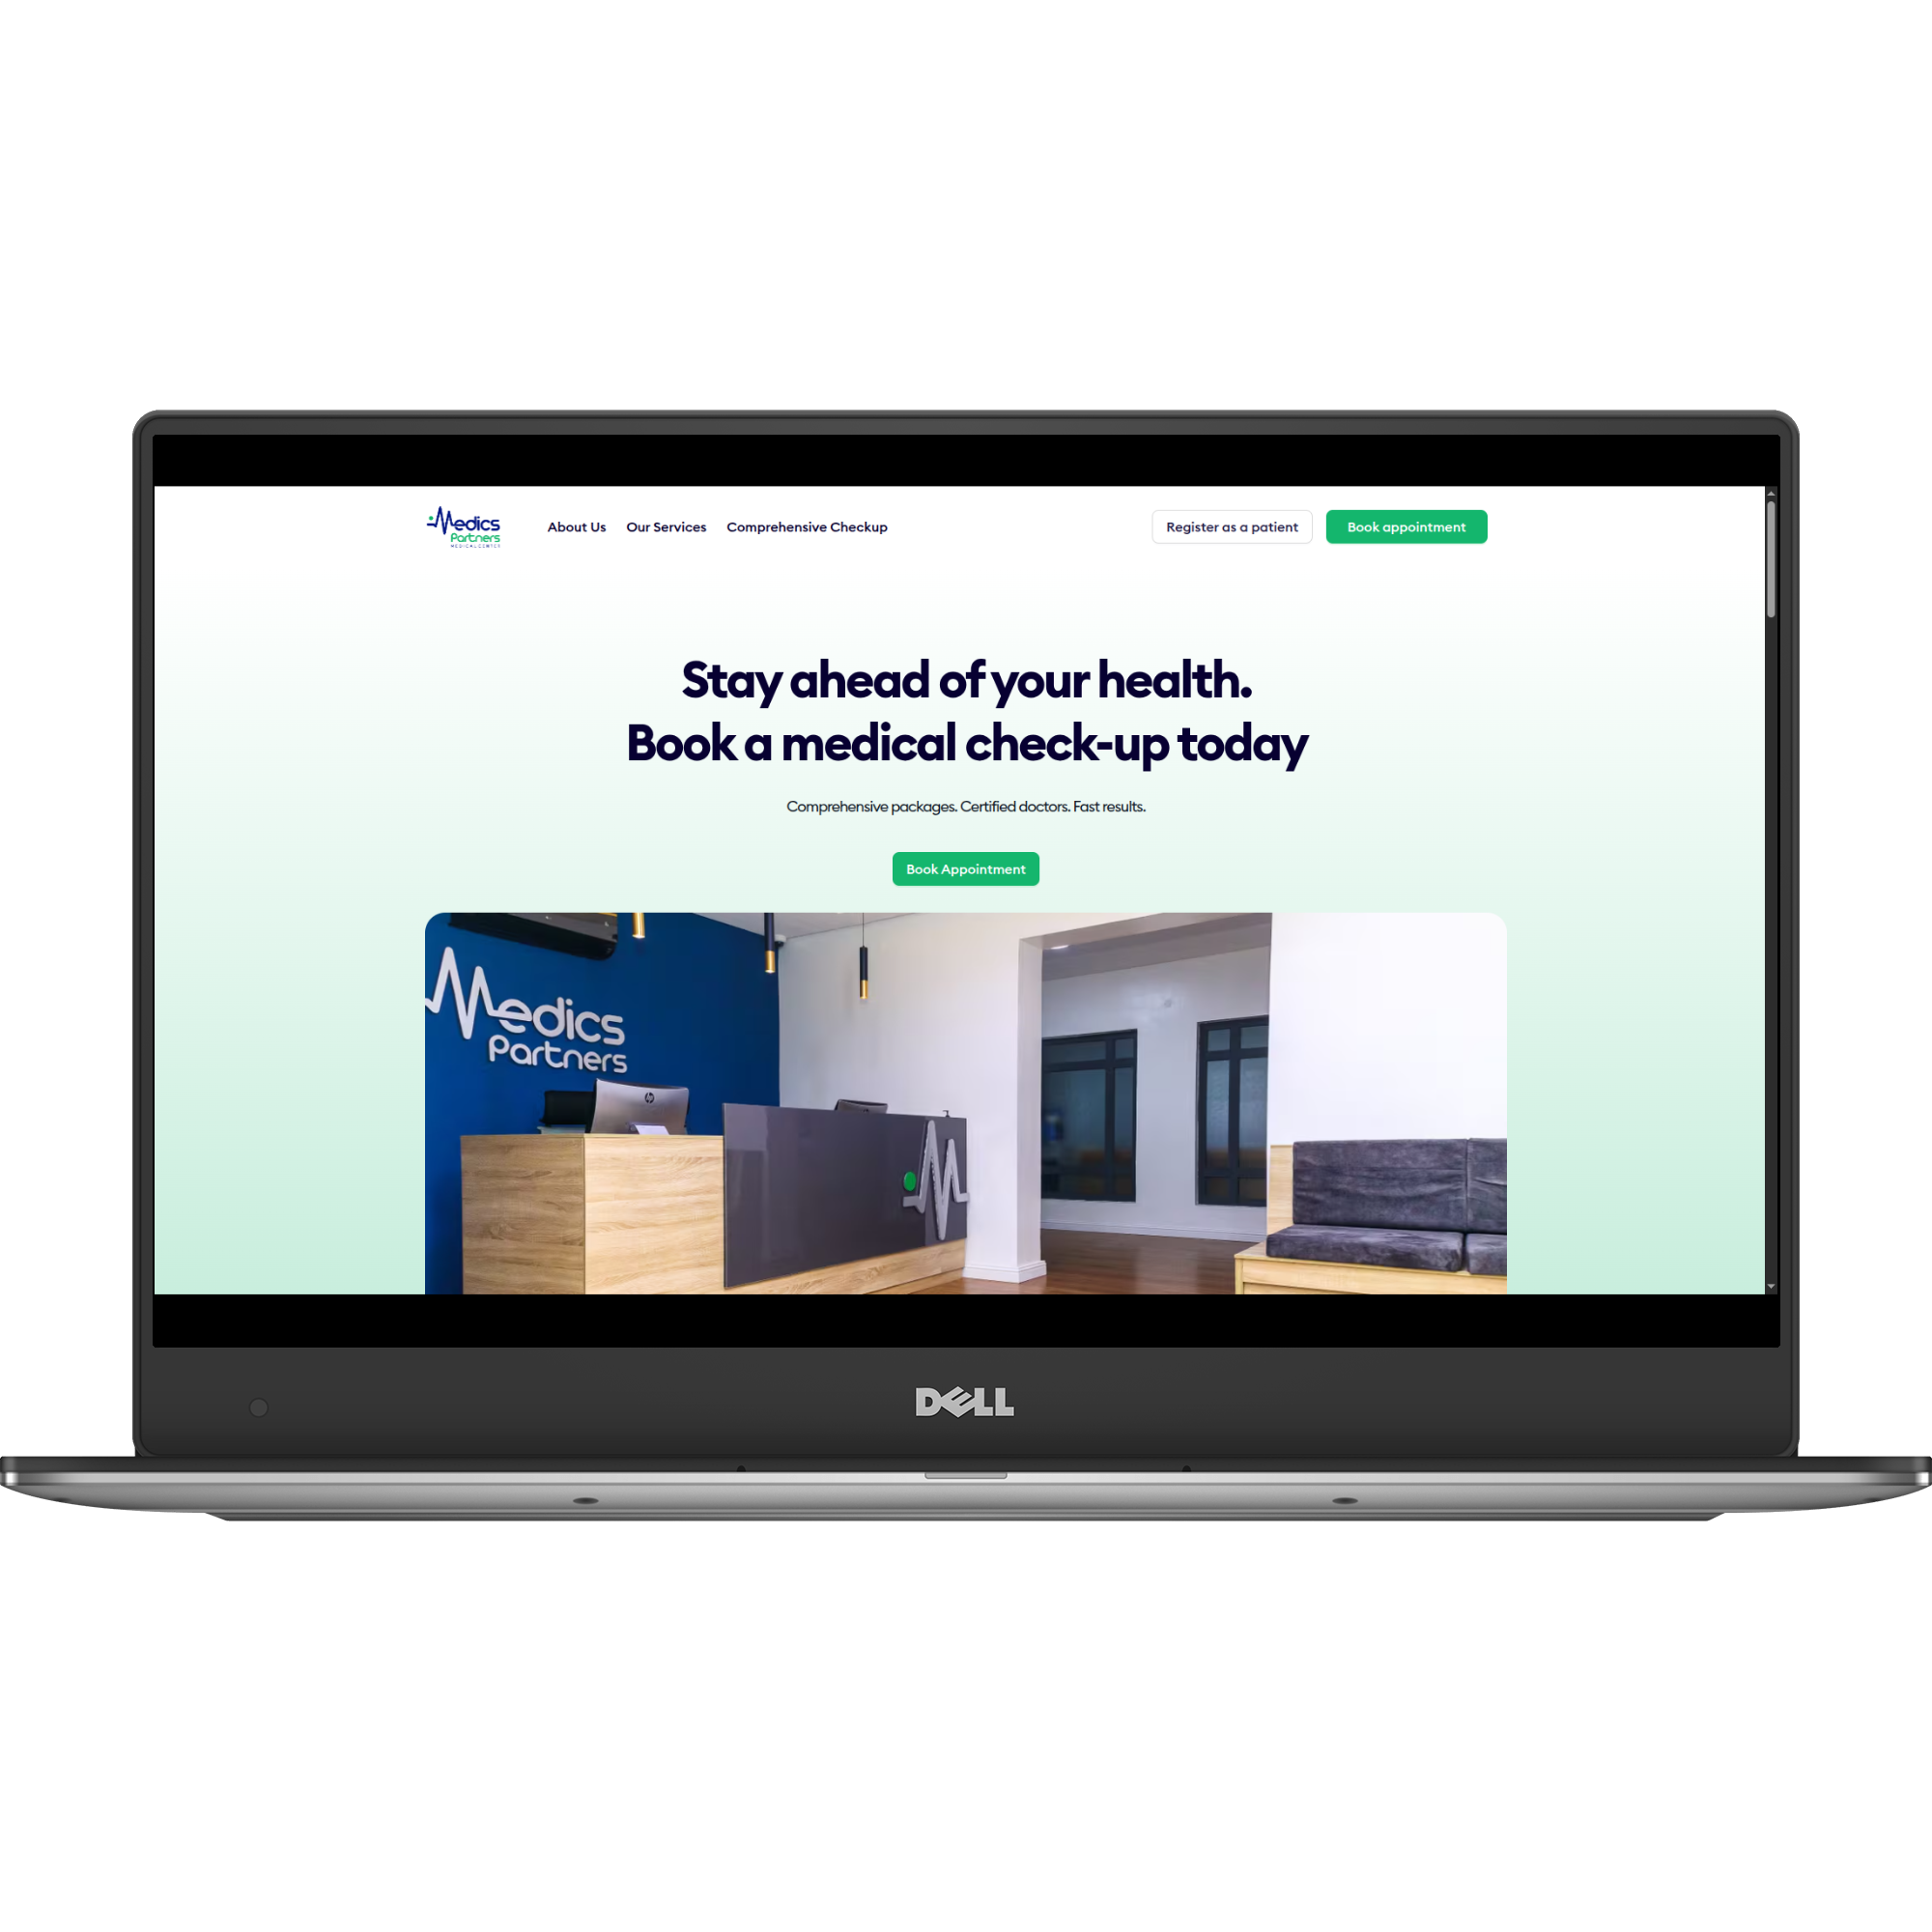 Medics
Partners
MEDICAL CENTER
About Us
Our Services
Comprehensive Checkup
Register as a patient
Book appointment
Stay ahead of your health.
Book a medical check-up today
Comprehensive packages. Certified doctors. Fast results.
Book Appointment
Medics
Partners
hp
M
DELL